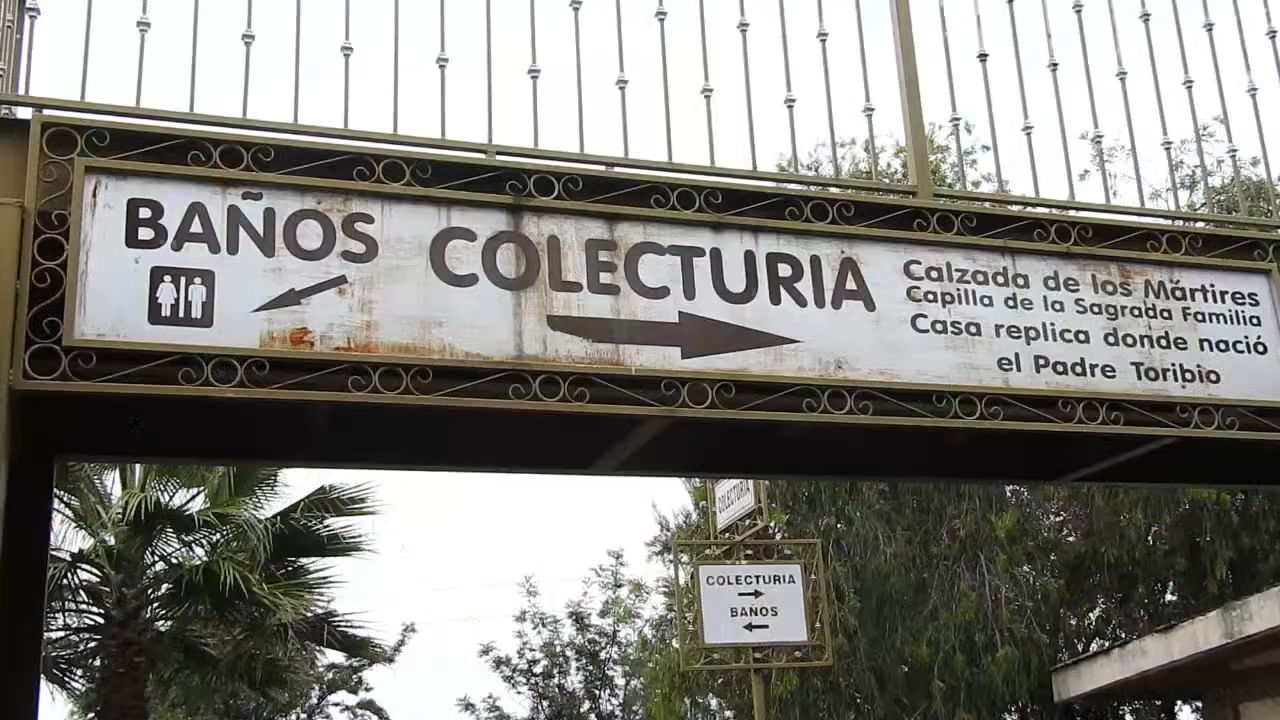 BAÑOS
COLECTURIA
Calzada de los Mártires
Capilla de la Sagrada Familia
Casa replica donde nació
el Padre Toribio
COLECTURIA
COLECTURIA
BAÑOS